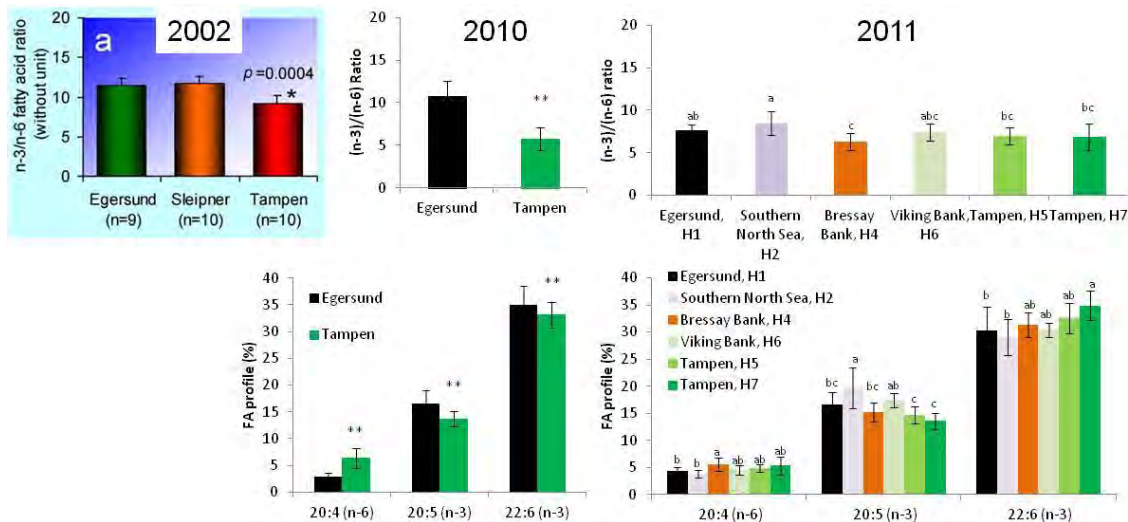 a
2002
n-3/n-6 fatty acid ratio
(without unit)
20
15
10
5
0
p=0.0004
*
Egersund
(n=9)
Sleipner
(n=10)
Tampen
(n=10)
2010
(n-3)/(n-6) Ratio
20
15
10
5
0
**
Egersund
Tampen
2011
(n-3)/(n-6) ratio
20
15
10
5
0
ab
a
c
abc
bc
bc
Egersund,
H1
Southern
North Sea,
H2
Bressay
Bank, H4
Viking Bank,
H6
Tampen, H5
Tampen, H7
FA profile (%)
40
35
30
25
20
15
10
5
0
Egersund
Tampen
**
**
**
20:4 (n-6)
20:5 (n-3)
22:6 (n-3)
FA profile (%)
40
35
30
25
20
15
10
5
0
Egersund, H1
Southern North Sea, H2
Bressay Bank, H4
Viking Bank, H6
Tampen, H5
Tampen, H7
b
b
a
ab
ab
ab
bc
a
bc
ab
c
c
b
b
ab
ab
ab
a
20:4 (n-6)
20:5 (n-3)
22:6 (n-3)